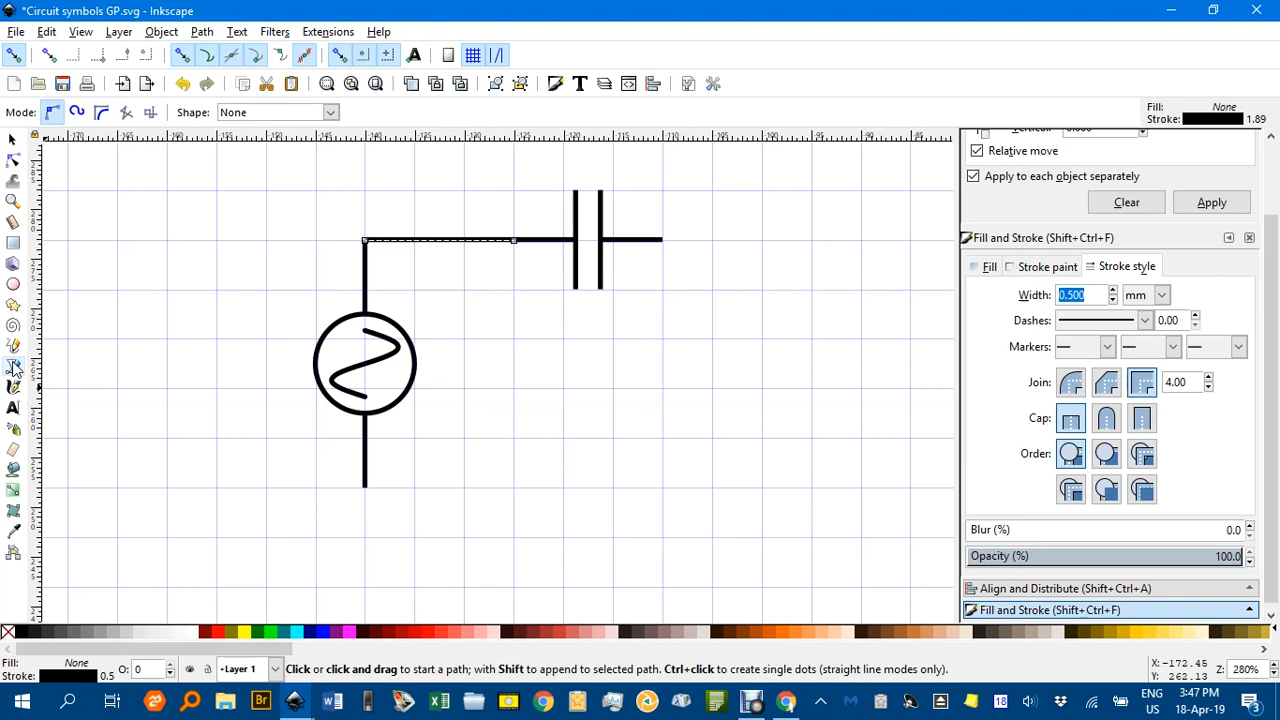 *Circuit symbols GP.svg - Inkscape
File Edit View Layer Object Path Text Filters Extensions Help
Mode: Shape: None
Fill: None
Stroke: 1.89
Vertical: 0.000
Relative move
Apply to each object separately
Clear Apply
Fill and Stroke (Shift+Ctrl+F)
Fill Stroke paint Stroke style
Width: 0.500 mm
Dashes: 0.00
Markers:
Join: 4.00
Cap:
Order:
Blur (%) 0.0
Opacity (%) 100.0
Align and Distribute (Shift+Ctrl+A)
Fill and Stroke (Shift+Ctrl+F)
Fill: None
Stroke: 0.5
O: 0
Layer 1
Click or click and drag to start a path; with Shift to append to selected path. Ctrl+click to create single dots (straight line modes only).
X: -172.45
Y: 262.13
Z: 280%
Br
18
ENG
US
3:47 PM
18-Apr-19
3